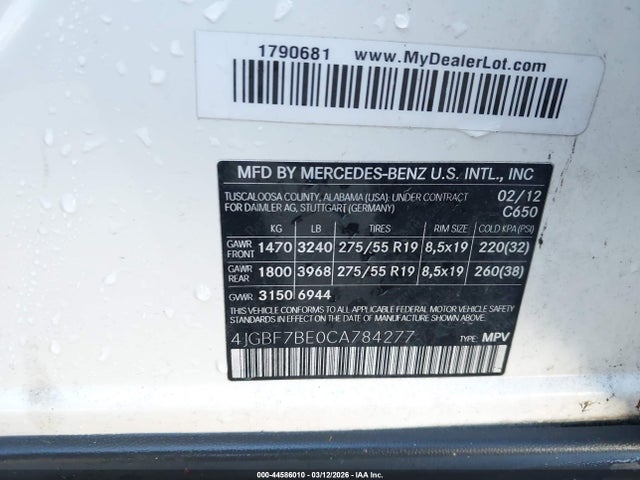 1790681 www.MyDealerLot.com
MFD BY MERCEDES-BENZ U.S. INTL., INC
TUSCALOOSA COUNTY, ALABAMA (USA): UNDER CONTRACT 02/12
FOR DAIMLER AG, STUTTGART (GERMANY) C650
KG LB TIRES RIM SIZE COLD KPA (PSI)
GAWR FRONT 1470 3240 275/55 R19 8,5x19 220(32)
GAWR REAR 1800 3968 275/55 R19 8,5x19 260(38)
GVWR 3150 6944
THIS VEHICLE CONFORMS TO ALL APPLICABLE FEDERAL MOTOR VEHICLE SAFETY
STANDARDS IN EFFECT ON THE DATE OF MANUFACTURE SHOWN ABOVE.
4JGBF7BE0CA784277 TYPE: MPV
000-44586010 - 03/12/2026 - IAA Inc.